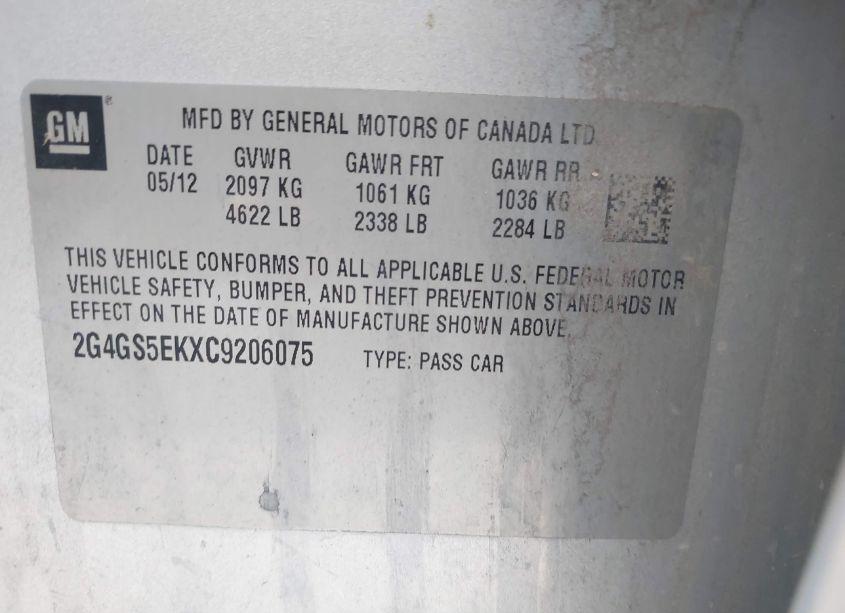 GM
MFD BY GENERAL MOTORS OF CANADA LTD
DATE GVWR GAWR FRT GAWR RR
05/12 2097 KG 1061 KG 1036 KG
4622 LB 2338 LB 2284 LB
THIS VEHICLE CONFORMS TO ALL APPLICABLE U.S. FEDERAL MOTOR
VEHICLE SAFETY, BUMPER, AND THEFT PREVENTION STANDARDS IN
EFFECT ON THE DATE OF MANUFACTURE SHOWN ABOVE.
2G4GS5EKXC9206075 TYPE: PASS CAR